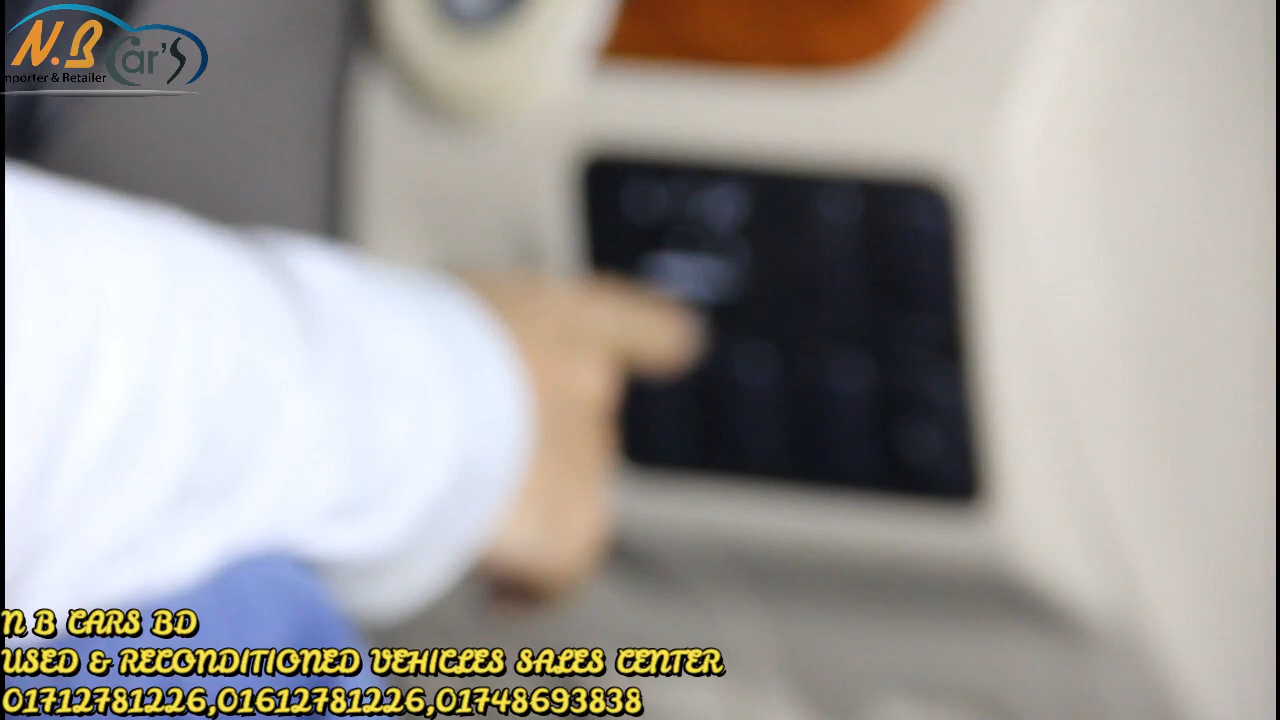 N.B Car'S
mporter & Retailer
N B CARS BD
USED & RECONDITIONED VEHICLES SALES CENTER
01712781226,01612781226,01748693838